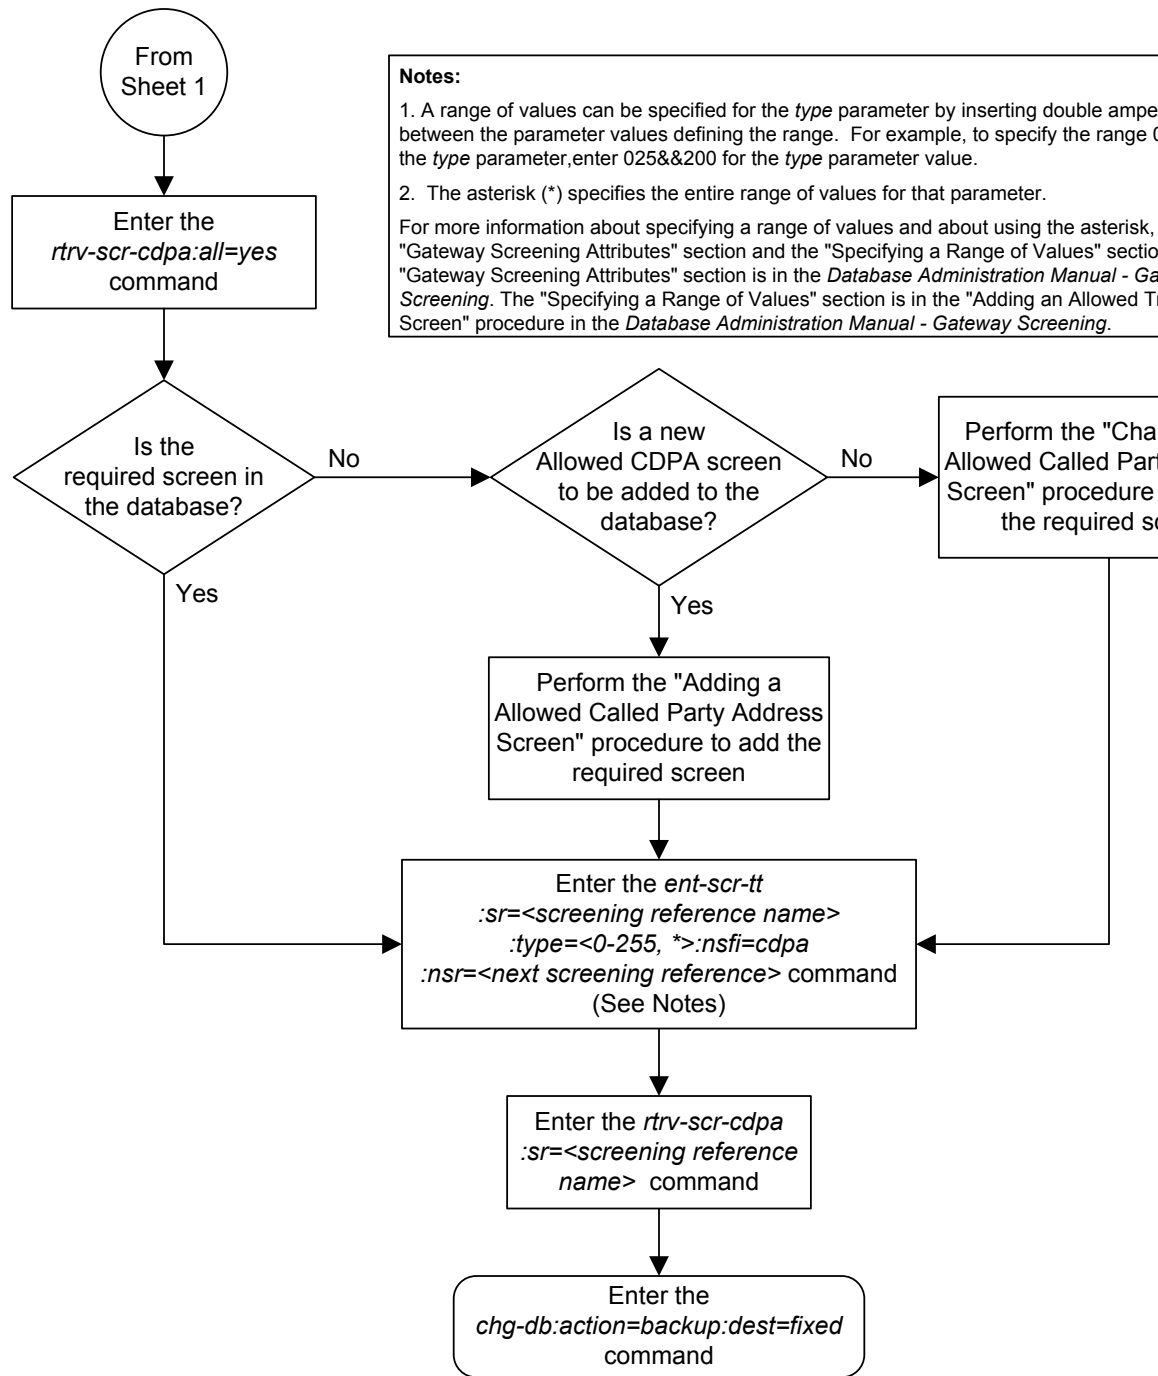 From
Sheet 1
Notes:
1. A range of values can be specified for the type parameter by inserting double
between the parameter values defining the range. For example, to specify the range
the type parameter,enter 025&&200 for the type parameter value.
2. The asterisk (*) specifies the entire range of values for that parameter.
For more information about specifying a range of values and about using the asterisk,
"Gateway Screening Attributes" section and the "Specifying a Range of Values"
"Gateway Screening Attributes" section is in the Database Administration Manual -
Screening. The "Specifying a Range of Values" section is in the "Adding an Allowed
Screen" procedure in the Database Administration Manual - Gateway Screening.
Enter the
rtrv-scr-cdpa:all=yes
command
Is the
required screen in
the database?
No
Yes
Is a new
Allowed CDPA screen
to be added to the
database?
No
Yes
Perform the
Allowed Called
Screen" procedure
the required
Perform the "Adding a
Allowed Called Party Address
Screen" procedure to add the
required screen
Enter the ent-scr-tt
:sr=<screening reference name>
:type=<0-255, *>:nsfi=cdpa
:nsr=<next screening reference> command
(See Notes)
Enter the rtrv-scr-cdpa
:sr=<screening reference
name> command
Enter the
chg-db:action=backup:dest=fixed
command